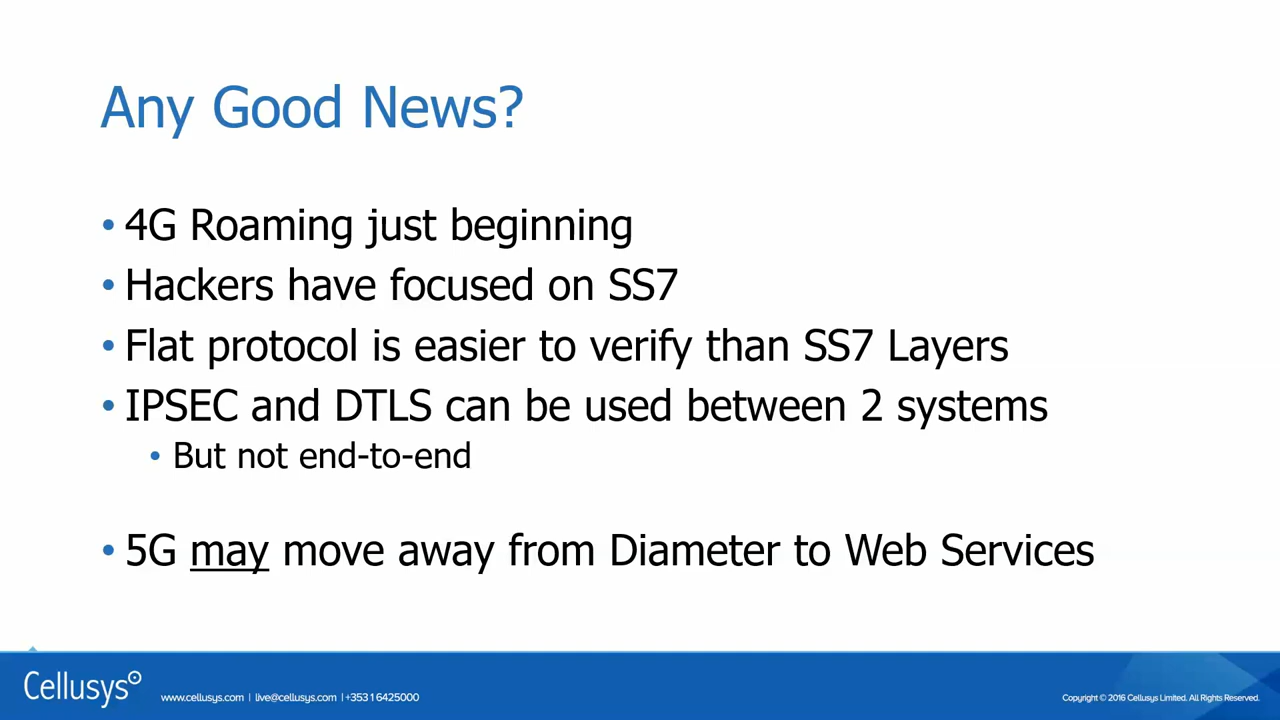 Any Good News?
• 4G Roaming just beginning
• Hackers have focused on SS7
• Flat protocol is easier to verify than SS7 Layers
• IPSEC and DTLS can be used between 2 systems
• But not end-to-end
• 5G may move away from Diameter to Web Services
Cellusys
www.cellusys.com | live@cellusys.com | +353 1 6425000
Copyright © 2016 Cellusys Limited. All Rights Reserved.